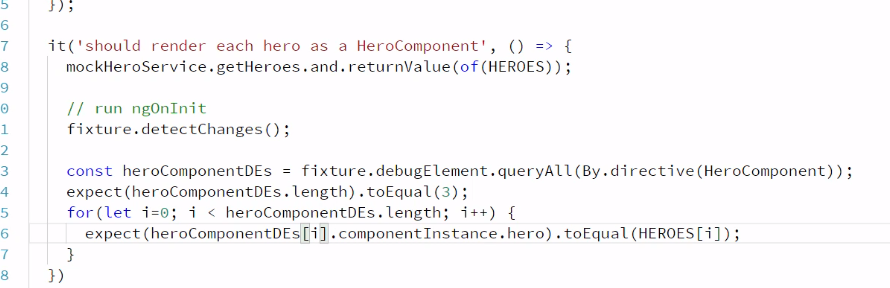 5 });
6
7 it('should render each hero as a HeroComponent', () => {
8 mockHeroService.getHeroes.and.returnValue(of(HEROES));
9
0 // run ngOnInit
1 fixture.detectChanges();
2
3 const heroComponentDEs = fixture.debugElement.queryAll(By.directive(HeroComponent));
4 expect(heroComponentDEs.length).toEqual(3);
5 for(let i=0; i < heroComponentDEs.length; i++) {
6 expect(heroComponentDEs[i].componentInstance.hero).toEqual(HEROES[i]);
7 }
8 })